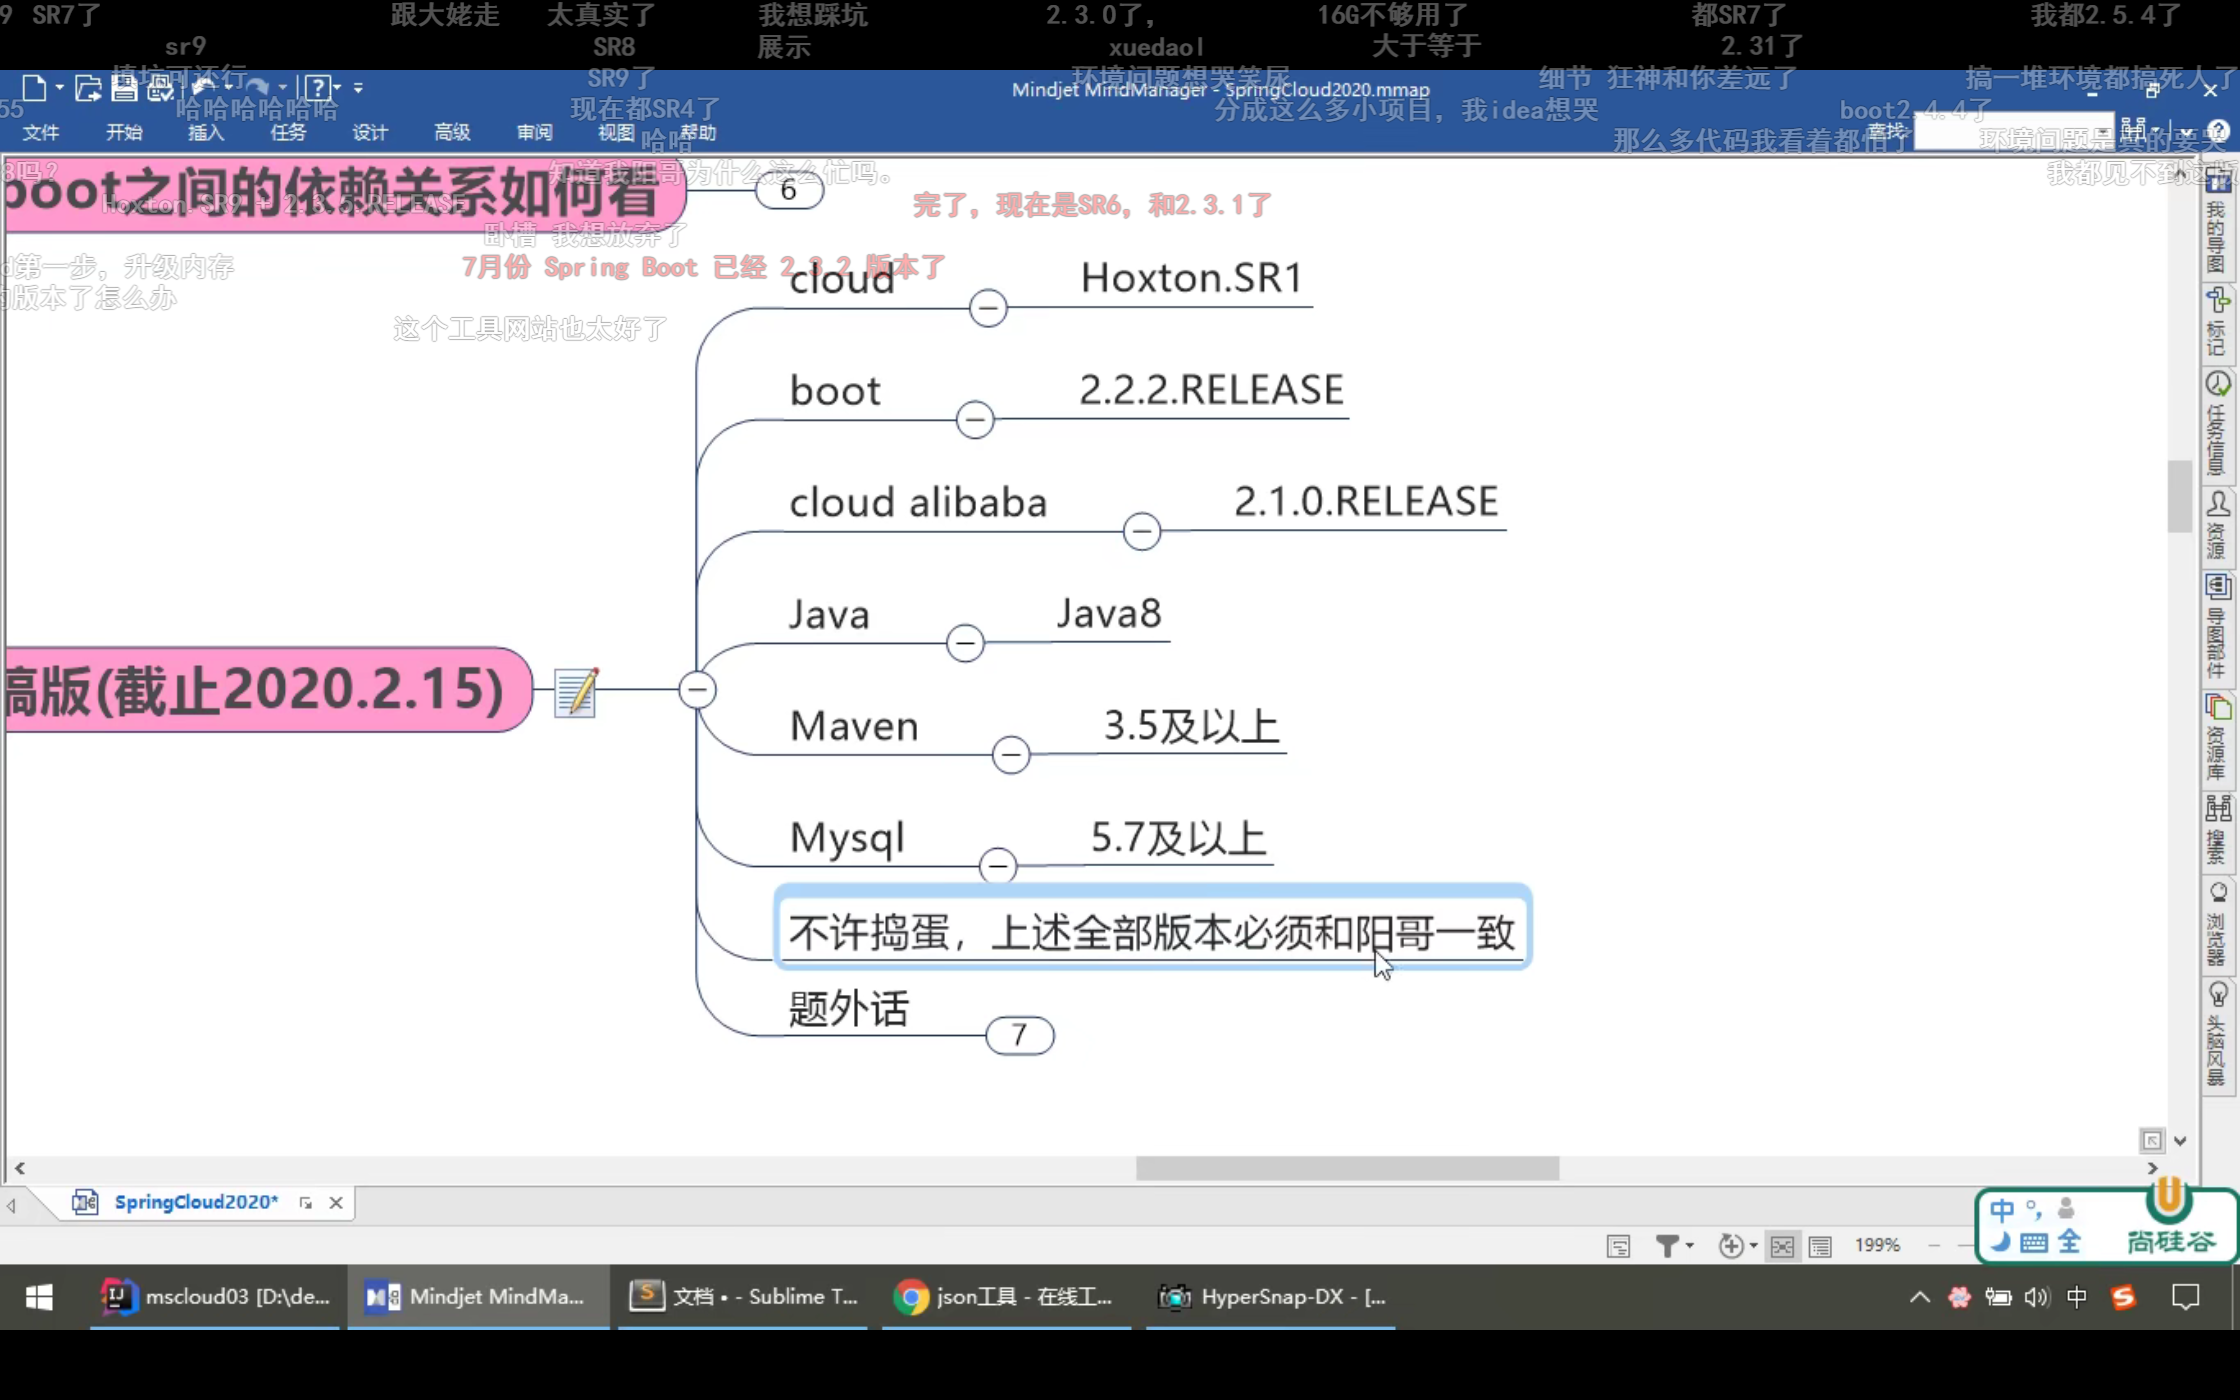 9 SR7了
跟大姥走
太真实了
我想踩坑
2.3.0了,
16G不够用了
都SR7了
我都2.5.4了
sr9
SR8
展示
xuedaol
大于等于
2.31了
填坑可还行
SR9了
环境问题想哭笑尿
细节 狂神和你差远了
搞一堆环境都搞死人了
Mindjet MindManager - SpringCloud2020.mmap
55
哈哈哈哈哈哈
现在都SR4了
分成这么多小项目，我idea想哭
boot2.4.4了
文件
开始
插入
任务
设计
高级
审阅
视图
帮助
哈哈
查找:
那么多代码我看着都怕了
环境问题是真的要哭
8吗?
知道我阳哥为什么这么忙吗。
我都见不到这版
boot之间的依赖关系如何看
6
Hoxton.SR9 + 2.3.5.RELEASE
完了，现在是SR6，和2.3.1了
卧槽 我想放弃了
d第一步，升级内存
7月份 Spring Boot 已经 2.3.2 版本了
的版本了怎么办
这个工具网站也太好了
cloud
Hoxton.SR1
boot
2.2.2.RELEASE
cloud alibaba
2.1.0.RELEASE
Java
Java8
稿版(截止2020.2.15)
Maven
3.5及以上
Mysql
5.7及以上
不许捣蛋，上述全部版本必须和阳哥一致
题外话
7
我的导图
标记
任务信息
资源
导图部件
资源库
搜索
浏览器
头脑风暴
SpringCloud2020*
199%
中
全
尚硅谷
mscloud03 [D:\de...
Mindjet MindMa...
文档 • - Sublime T...
json工具 - 在线工...
HyperSnap-DX - [...
中